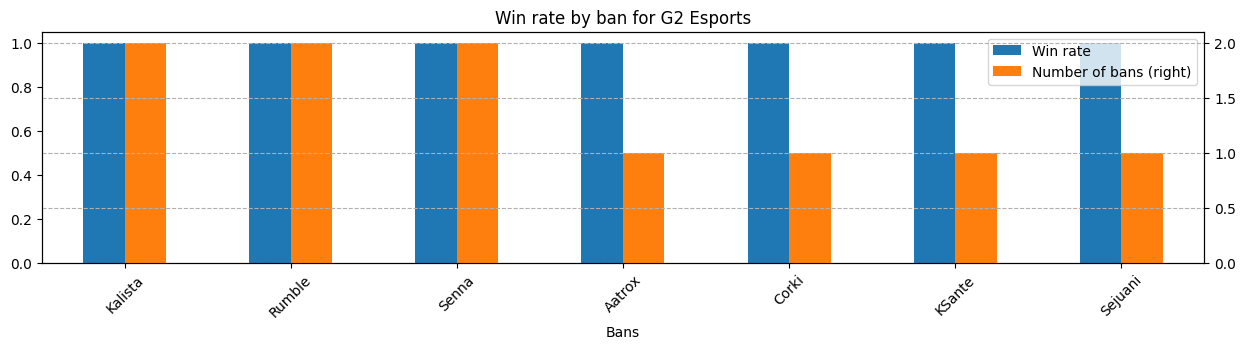 Win rate by ban for G2 Esports
1.0
0.8
0.6
0.4
0.2
0.0
2.0
1.5
1.0
0.5
0.0
Win rate
Number of bans (right)
Kalista
Rumble
Senna
Aatrox
Corki
KSante
Sejuani
Bans